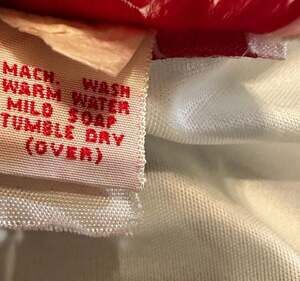 MACH. WASH
WARM WATER
MILD SOAP
TUMBLE DRY
(OVER)